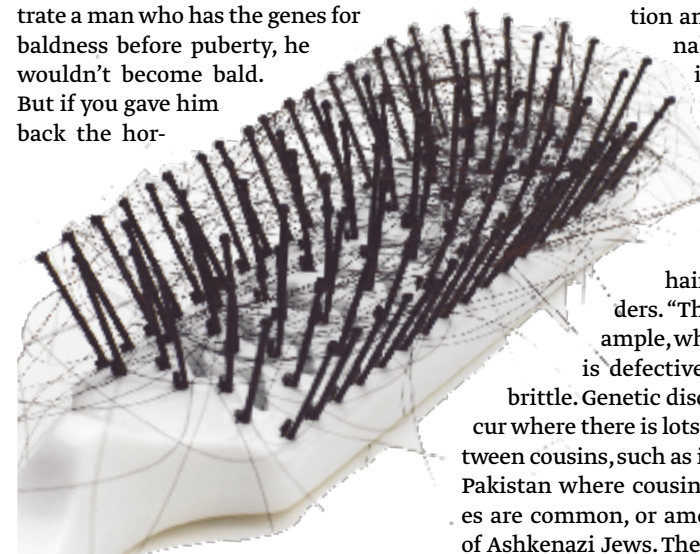 trate a man who has the genes for
baldness before puberty, he
wouldn’t become bald.
But if you gave him
back the hor-
tion an
na
hai
ders. “Th
ample, wh
is defective
brittle. Genetic dis
cur where there is lots
tween cousins, such as i
Pakistan where cousin
es are common, or am
of Ashkenazi Jews. The